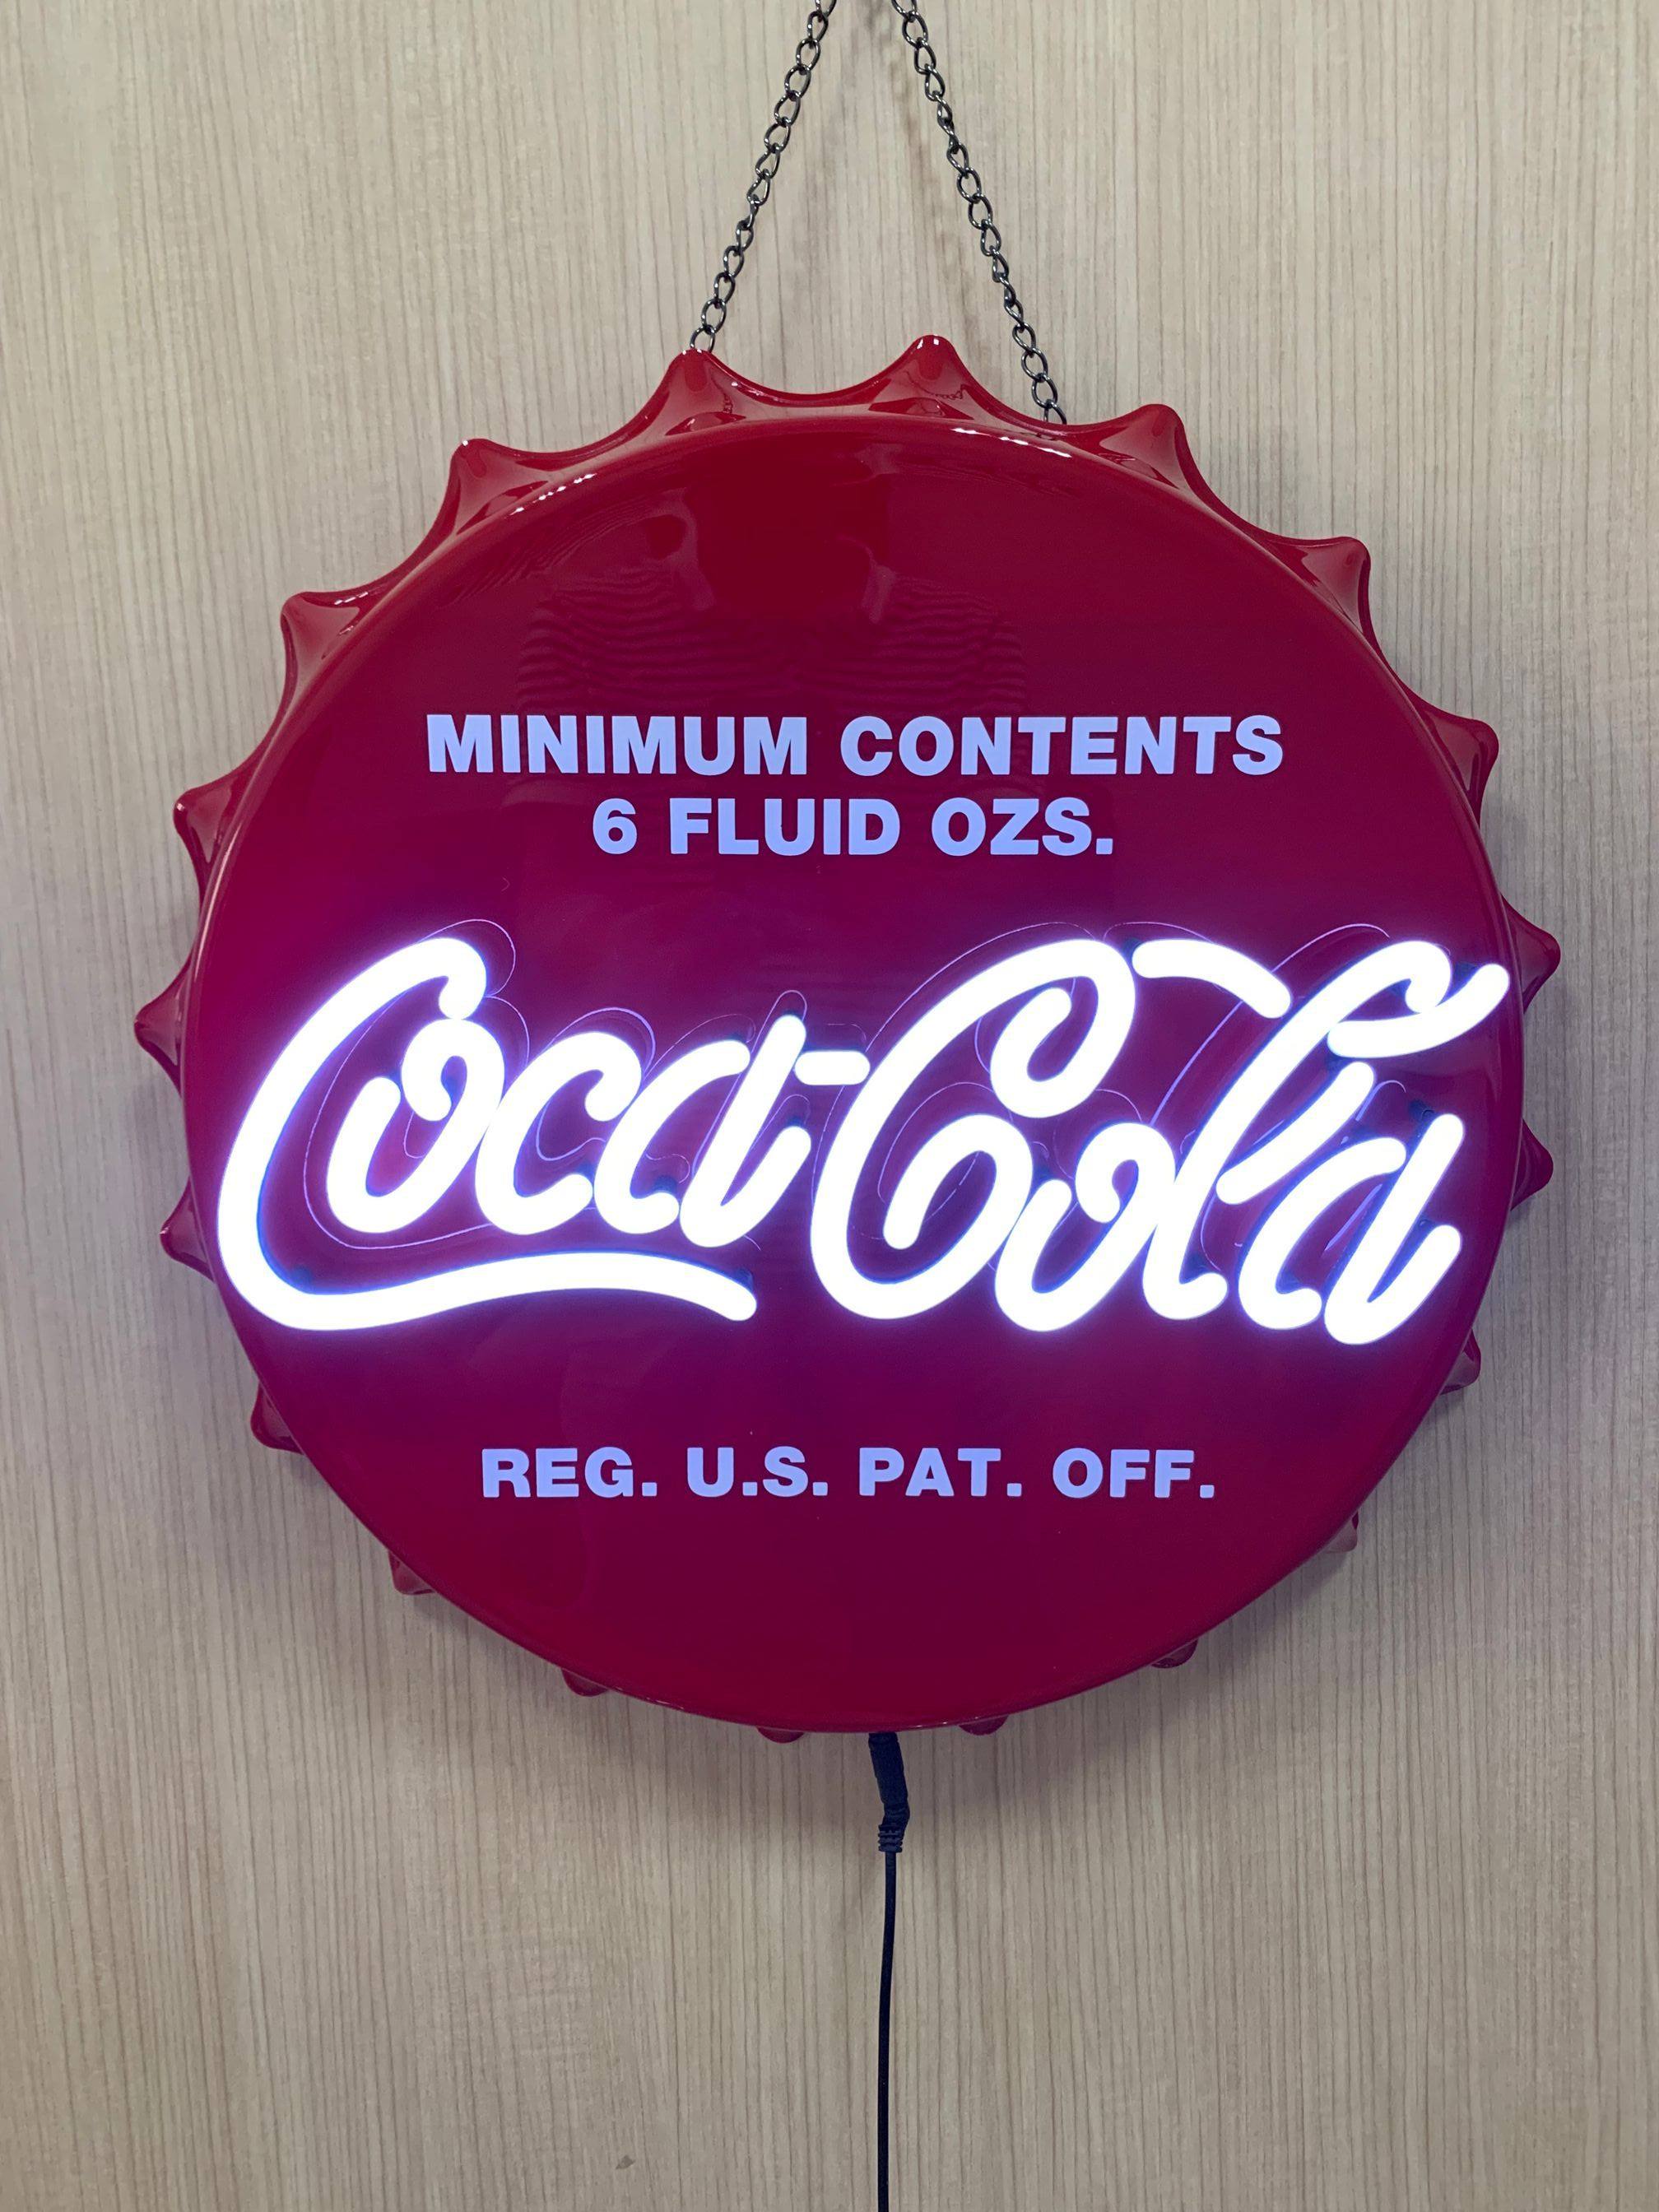 MINIMUM CONTENTS
6 FLUID OZS.
Coca-Cola
REG. U.S. PAT. OFF.